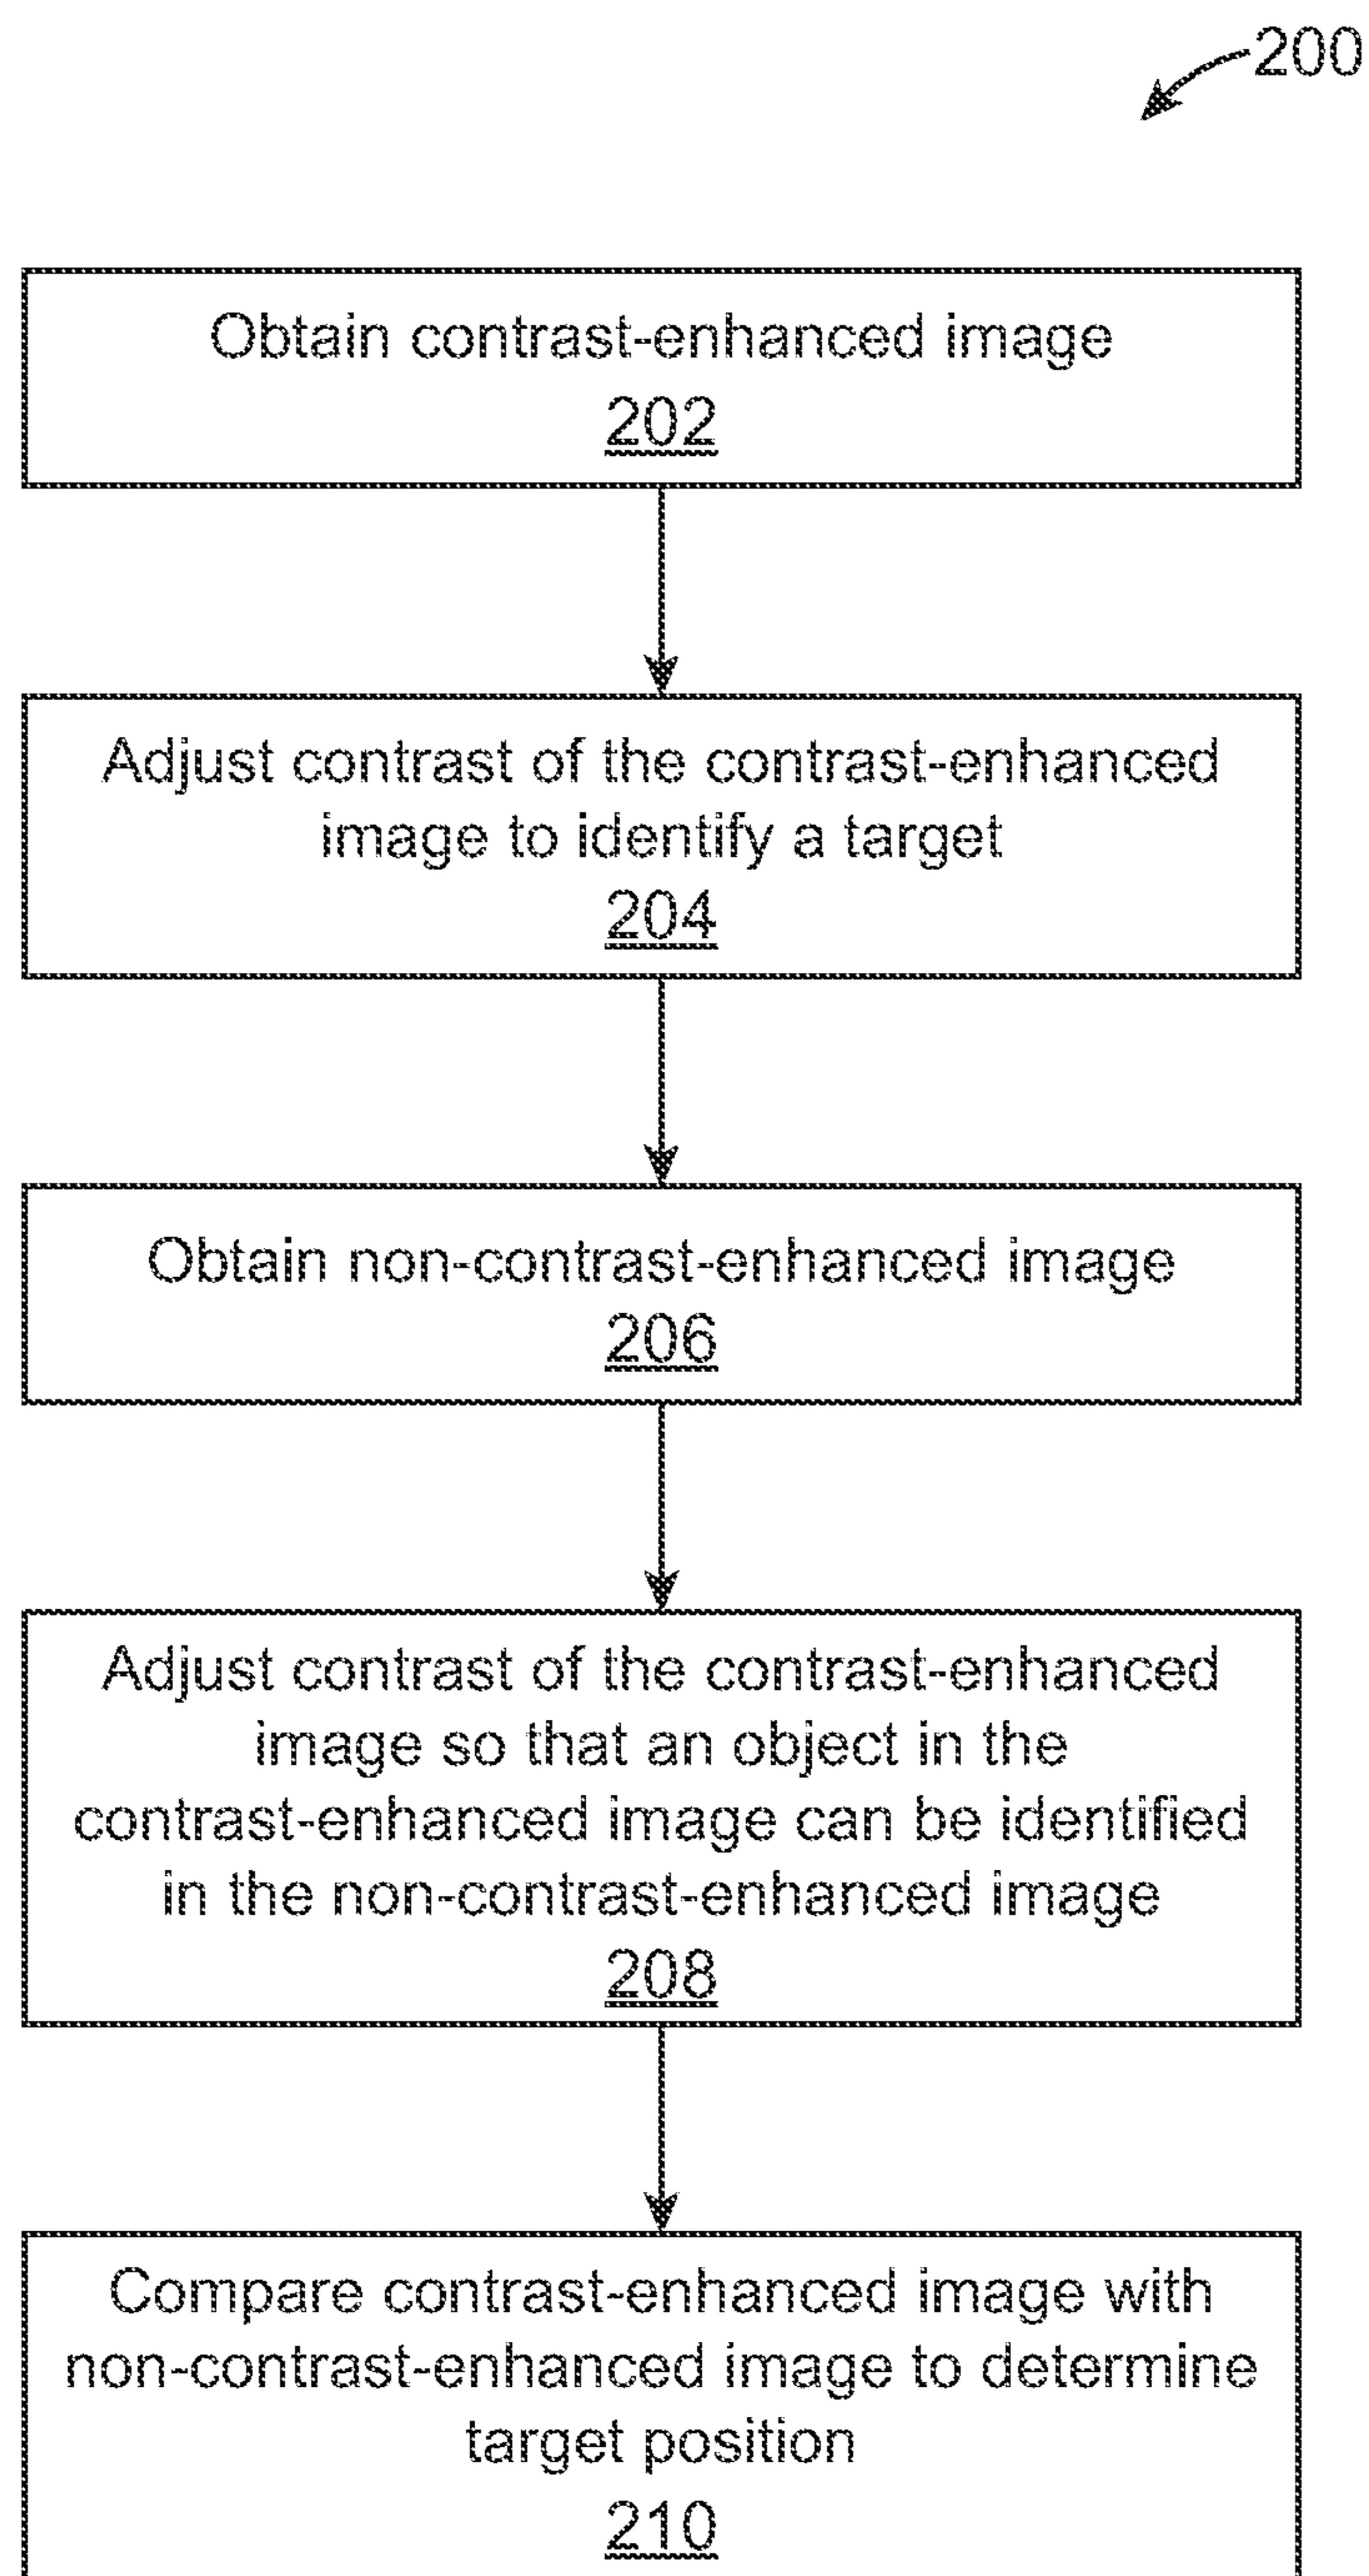 200
Obtain contrast-enhanced image
202
Adjust contrast of the contrast-enhanced
image to identify a target
204
Obtain non-contrast-enhanced image
206
Adjust contrast of the contrast-enhanced
image so that an object in the
contrast-enhanced image can be identified
in the non-contrast-enhanced image
208
Compare contrast-enhanced image with
non-contrast-enhanced image to determine
target position
210